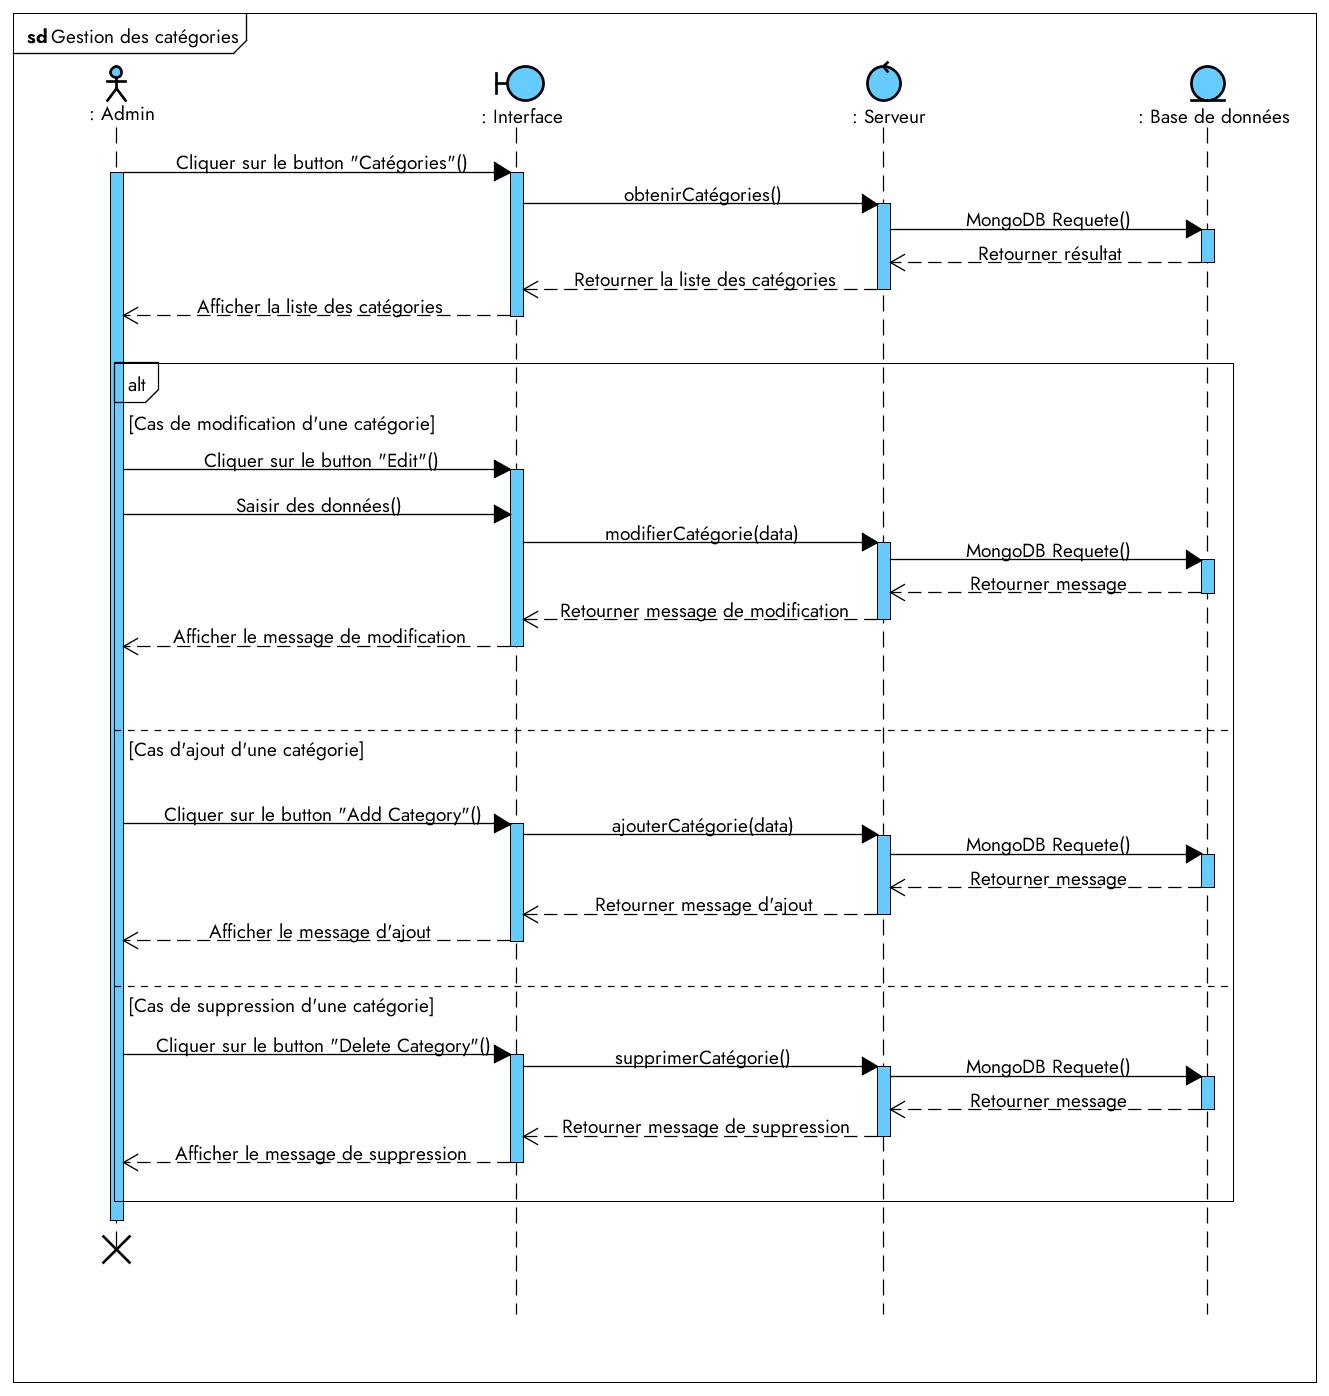 sd Gestion des catégories
: Admin
: Interface
: Serveur
: Base de données
Cliquer sur le button "Catégories"()
obtenirCatégories()
MongoDB Requete()
Retourner résultat
Retourner la liste des catégories
Afficher la liste des catégories
alt
[Cas de modification d'une catégorie]
Cliquer sur le button "Edit"()
Saisir des données()
modifierCatégorie(data)
MongoDB Requete()
Retourner message
Retourner message de modification
Afficher le message de modification
[Cas d'ajout d'une catégorie]
Cliquer sur le button "Add Category"()
ajouterCatégorie(data)
MongoDB Requete()
Retourner message
Retourner message d'ajout
Afficher le message d'ajout
[Cas de suppression d'une catégorie]
Cliquer sur le button "Delete Category"()
supprimerCatégorie()
MongoDB Requete()
Retourner message
Retourner message de suppression
Afficher le message de suppression